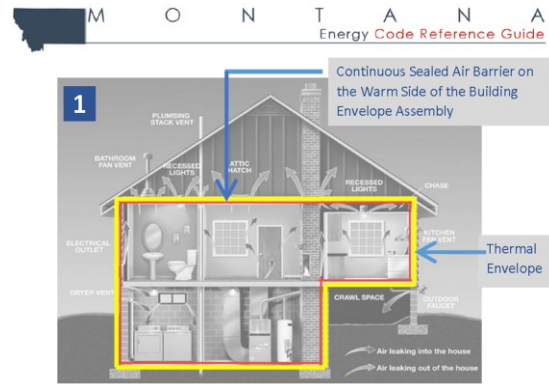 MONTANA
Energy Code Reference Guide
Continuous Sealed Air Barrier on
the Warm Side of the Building
Envelope Assembly
1
PLUMBING
STACK VENT
BATHROOM
FAN VENT
RECESSED
LIGHTS
ATTIC
HATCH
RECESSED
LIGHTS
CHASE
ELECTRICAL
OUTLET
KITCHEN
FAN VENT
Thermal
Envelope
DRYER VENT
CRAWL SPACE
OUTDOOR
FAUCET
Air leaking into the house
Air leaking out of the house